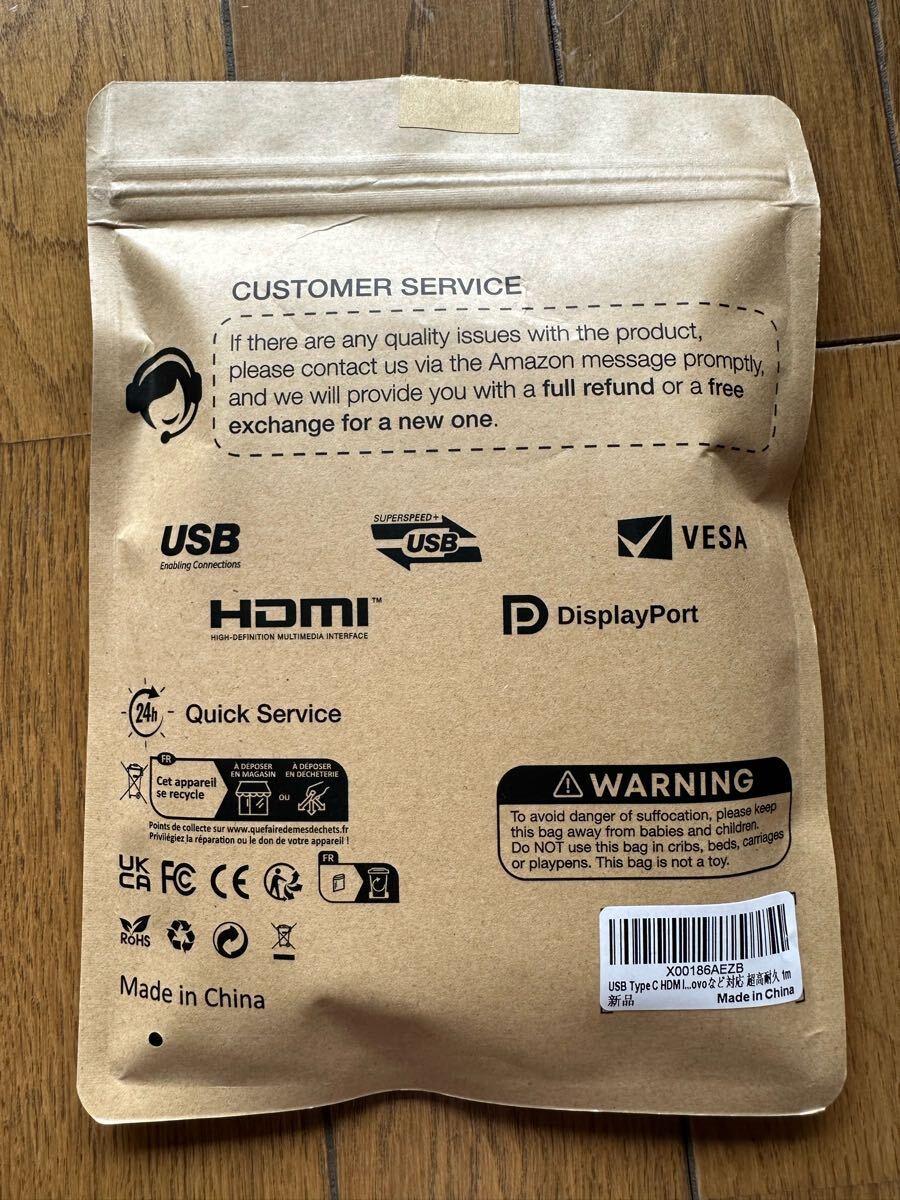 CUSTOMER SERVICE
If there are any quality issues with the product,
please contact us via the Amazon message promptly,
and we will provide you with a full refund or a free
exchange for a new one.
USB
Enabling Connections
SUPERSPEED+
USB
VESA
HDMI™
HIGH-DEFINITION MULTIMEDIA INTERFACE
DisplayPort
24h
Quick Service
FR
Cet appareil
se recycle
À DÉPOSER
EN MAGASIN
OU
À DÉPOSER
EN DÉCHÈTERIE
Points de collecte sur www.quefairedemesdechets.fr
Privilégiez la réparation ou le don de votre appareil !
WARNING
To avoid danger of suffocation, please keep
this bag away from babies and children.
Do NOT use this bag in cribs, beds, carriages
or playpens. This bag is not a toy.
UK
CA
FC
CE
FR
RoHS
Made in China
X00186AEZB
USB Type C HDMI...ovoなど対応 超高耐久 1m
新品
Made in China